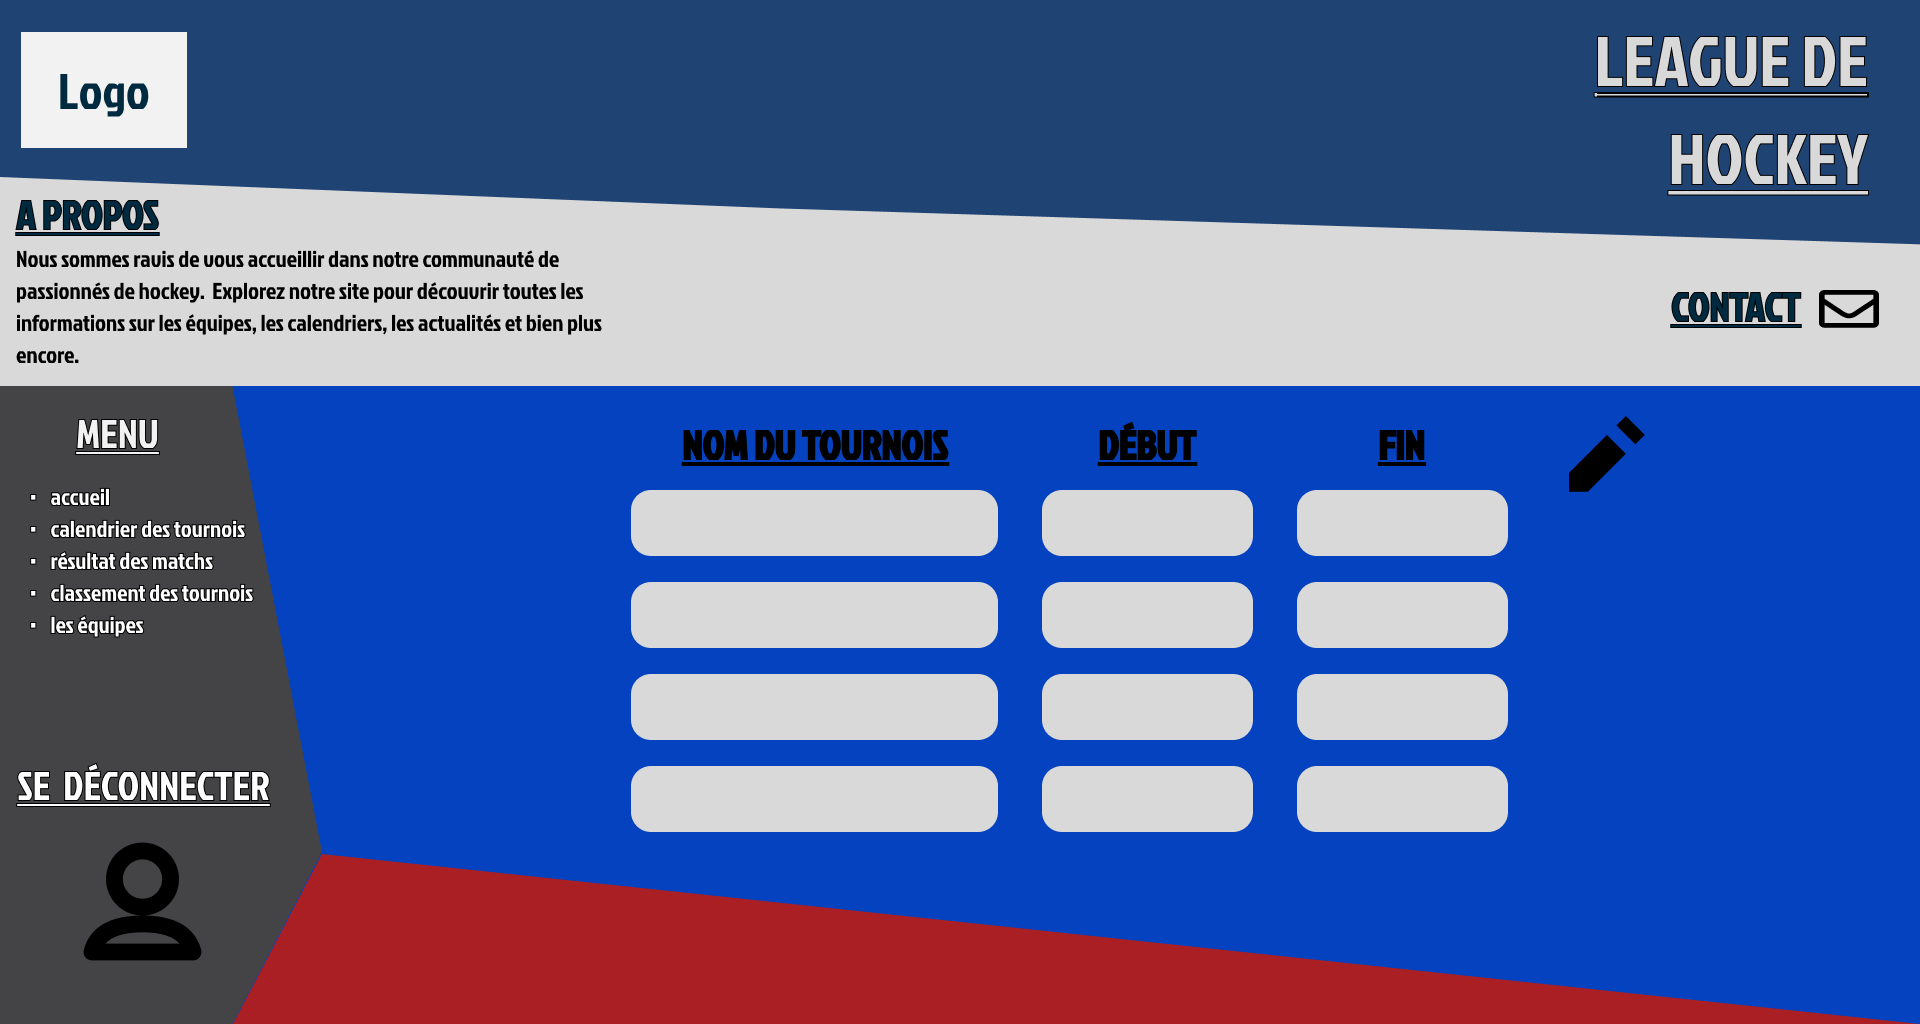 Logo
LEAGUE DE
HOCKEY
A PROPOS
Nous sommes ravis de vous accueillir dans notre communauté de
passionnés de hockey.  Explorez notre site pour découvrir toutes les
informations sur les équipes, les calendriers, les actualités et bien plus
encore.
CONTACT
MENU
· accueil
· calendrier des tournois
· résultat des matchs
· classement des tournois
· les équipes
SE DÉCONNECTER
NOM DU TOURNOIS DÉBUT FIN